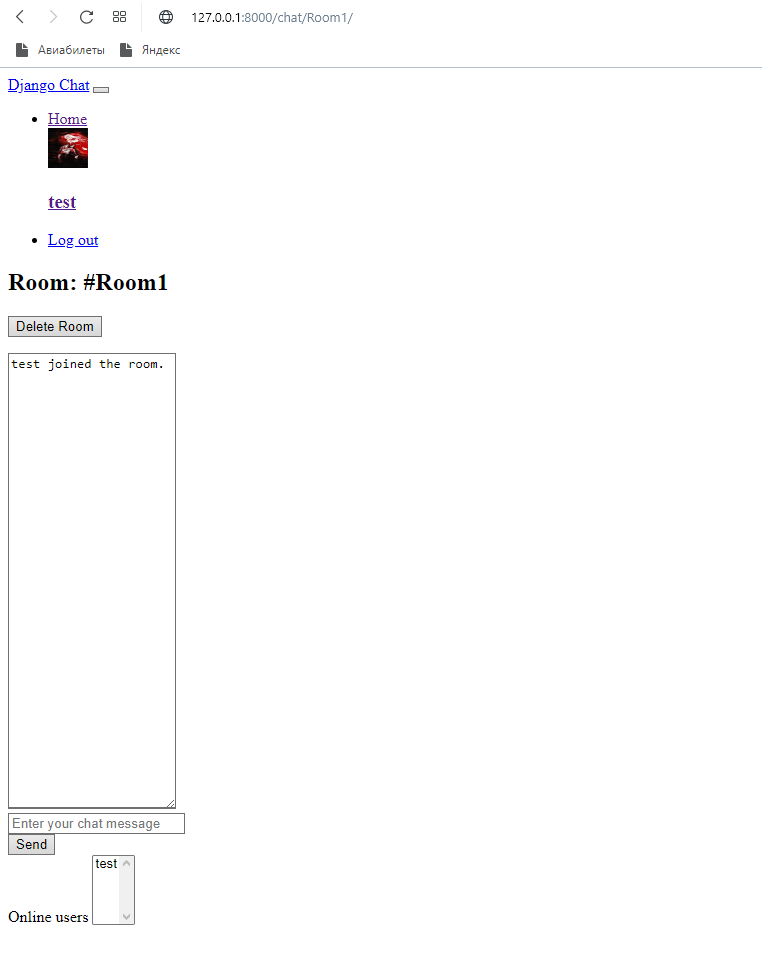 127.0.0.1:8000/chat/Room1/
Авиабилеты Яндекс
Django Chat
Home
test
Log out
Room: #Room1
Delete Room
test joined the room.
Enter your chat message
Send
test
Online users